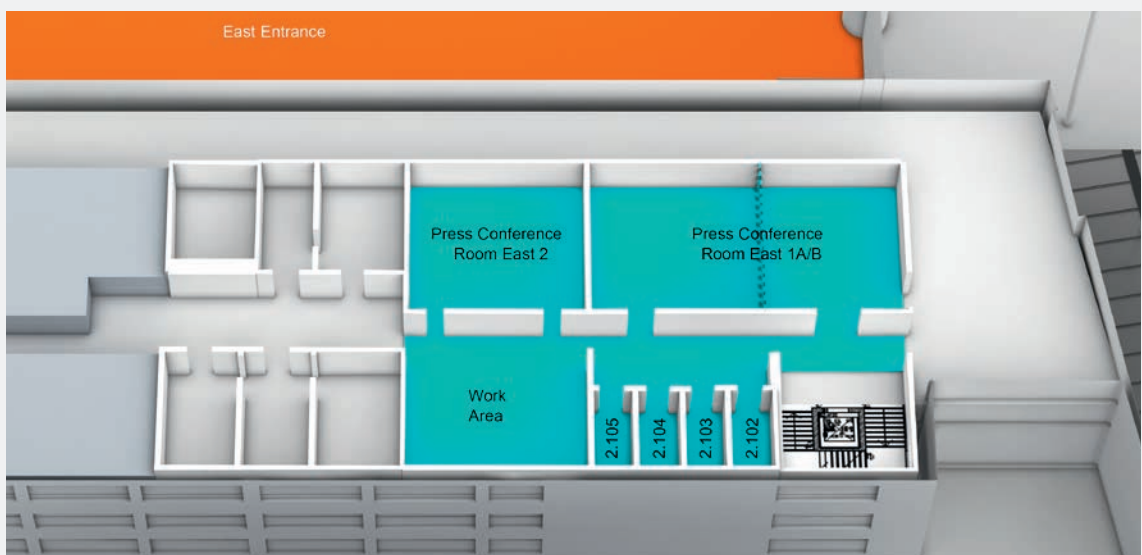 East Entrance
Press Conference
Room East 2
Press Conference
Room East 1A/B
Work
Area
2.105
2.104
2.103
2.102